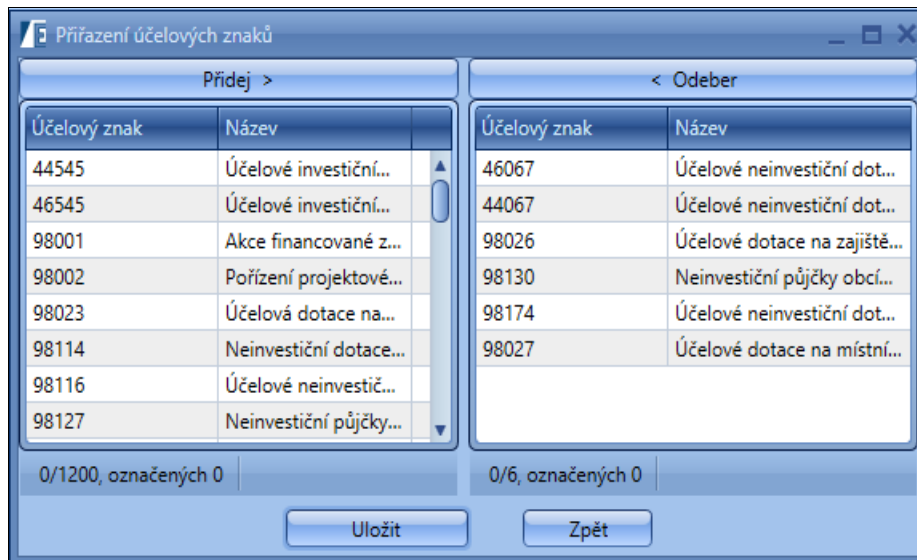 Přiřazení účelových znaků
Přidej >
Účelový znak Název
44545 Účelové investiční...
46545 Účelové investiční...
98001 Akce financované z...
98002 Pořízení projektové...
98023 Účelová dotace na...
98114 Neinvestiční dotace...
98116 Účelové neinvestič...
98127 Neinvestiční půjčky...
0/1200, označených 0
< Odeber
Účelový znak Název
46067 Účelové neinvestiční dot...
44067 Účelové neinvestiční dot...
98026 Účelové dotace na zajiště...
98130 Neinvestiční půjčky obcí...
98174 Účelové neinvestiční dot...
98027 Účelové dotace na místní...
0/6, označených 0
Uložit
Zpět